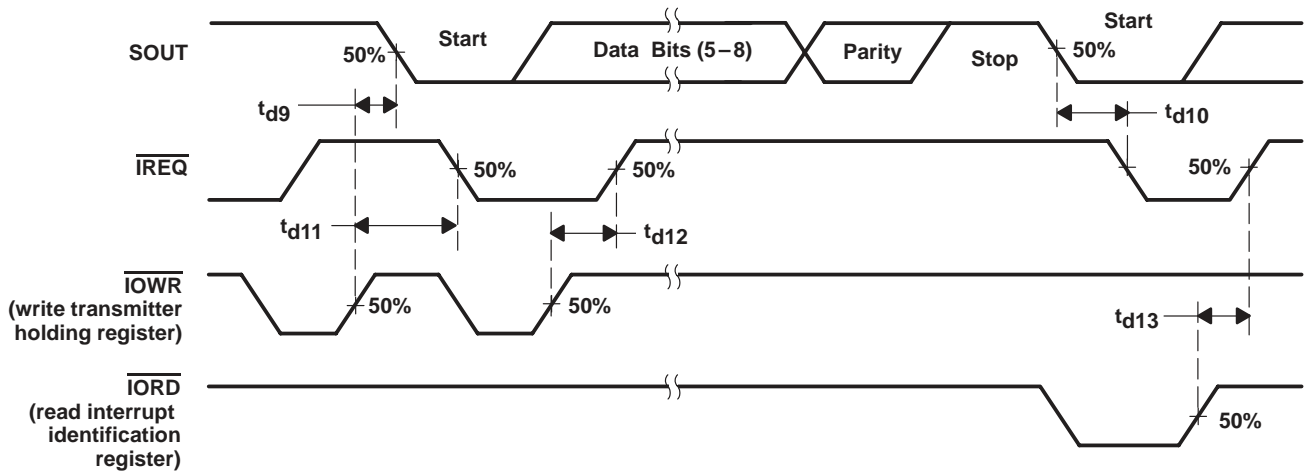 Start
Start
SOUT
50%
Data Bits (5–8)
Parity
Stop
50%
td9
td10
IREQ
50%
50%
50%
td11
td12
IOWR
(write transmitter
holding register)
50%
50%
td13
IORD
(read interrupt
identification
register)
50%